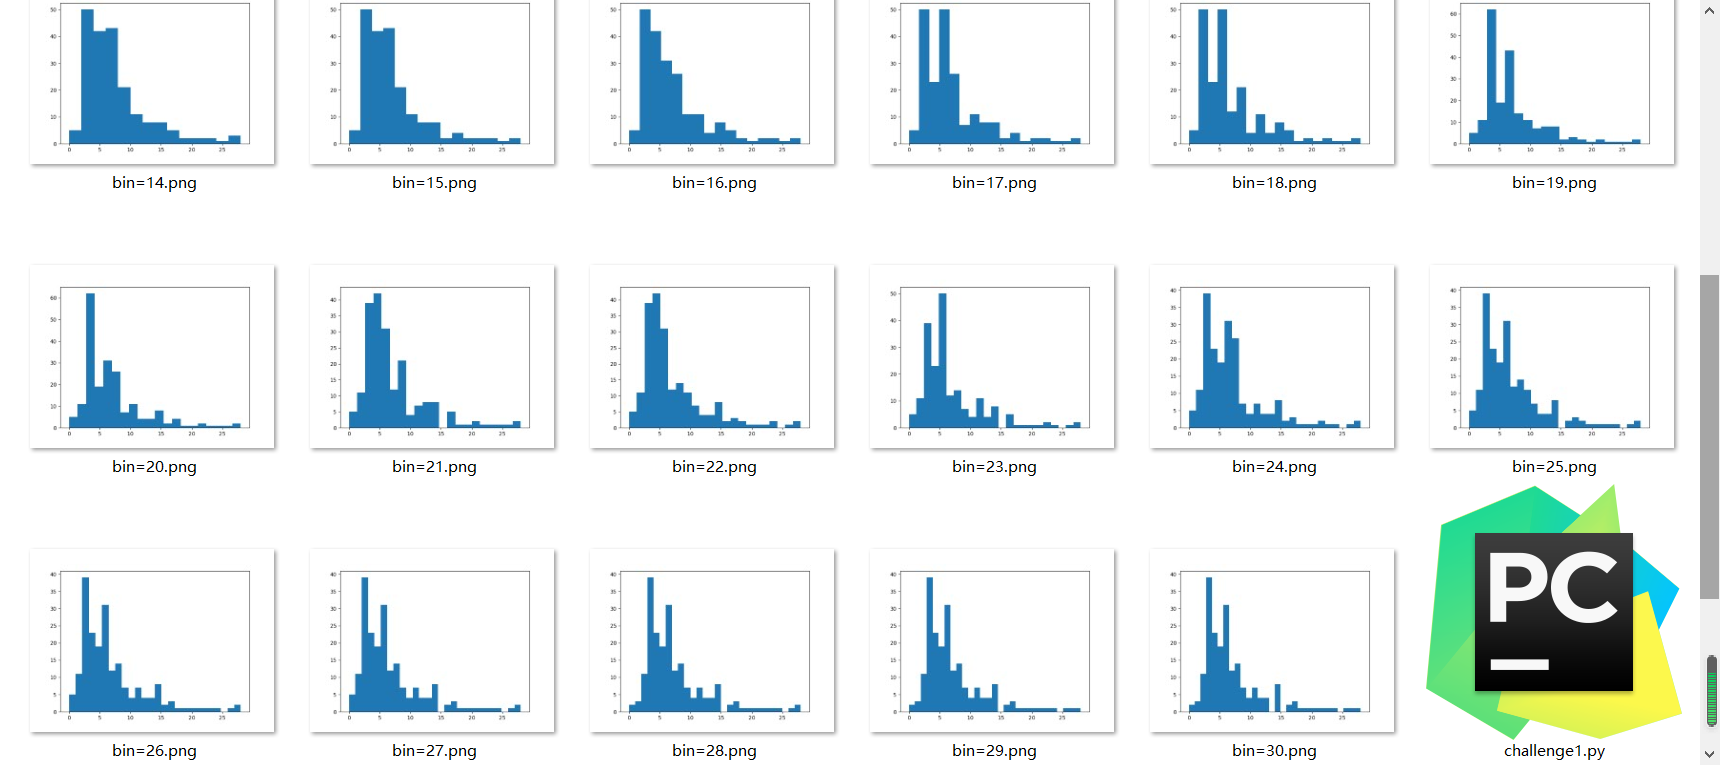 bin=14.png
bin=15.png
bin=16.png
bin=17.png
bin=18.png
bin=19.png
bin=20.png
bin=21.png
bin=22.png
bin=23.png
bin=24.png
bin=25.png
PC
bin=26.png
bin=27.png
bin=28.png
bin=29.png
bin=30.png
challenge1.py